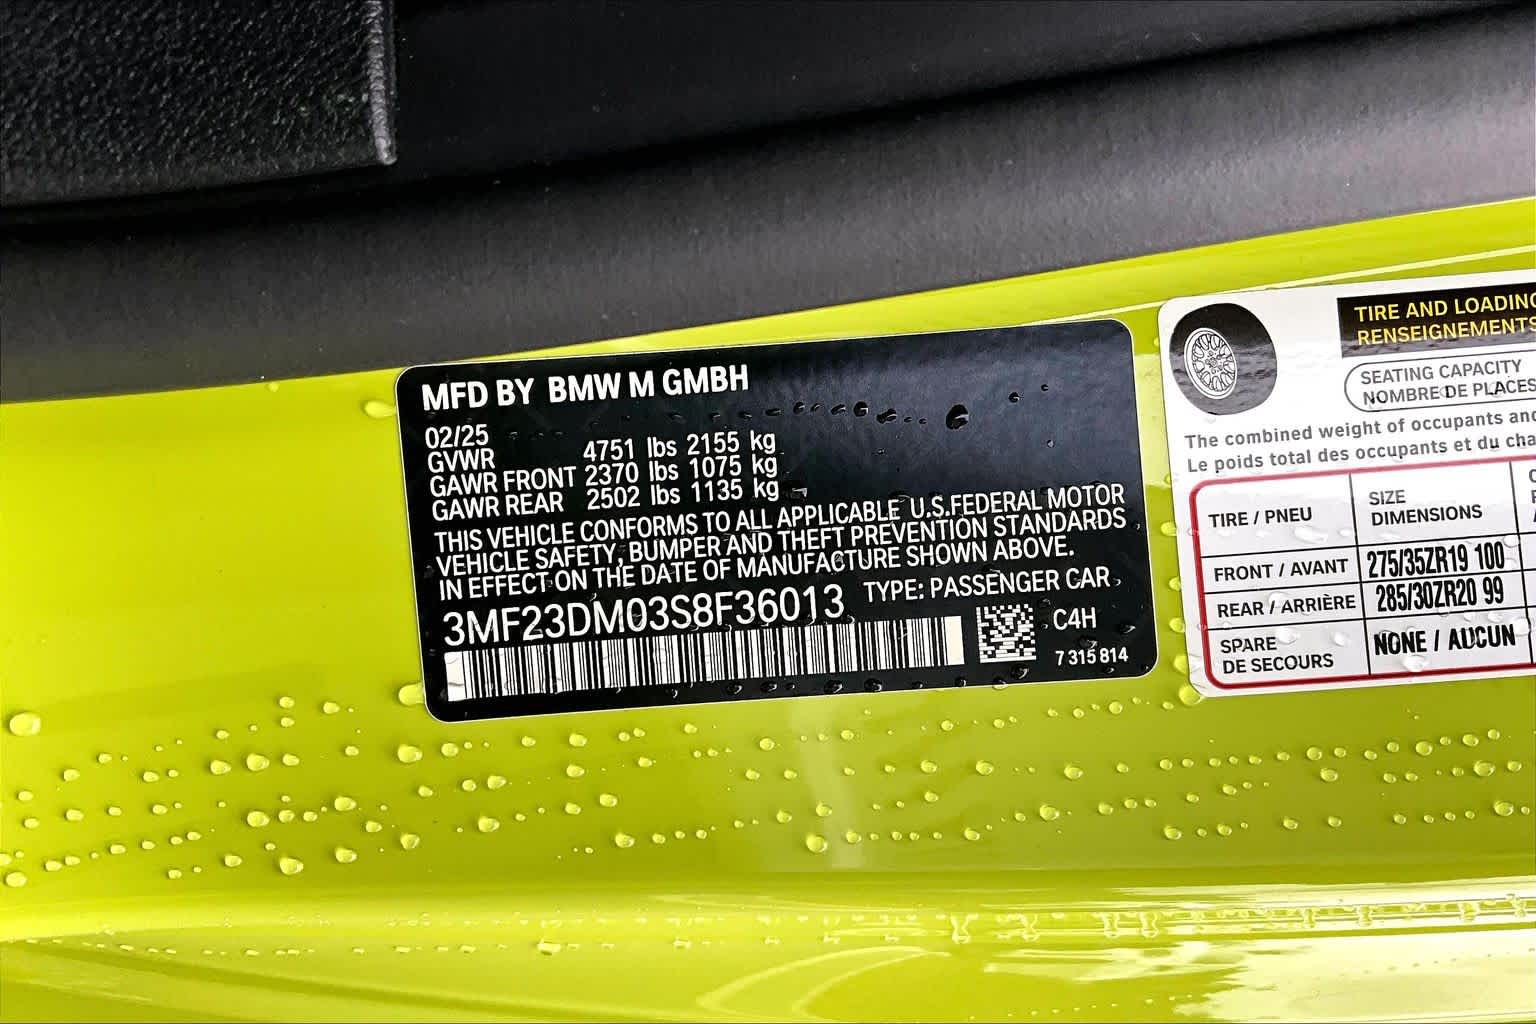 MFD BY BMW M GMBH
02/25
GVWR 4751 lbs 2155 kg
GAWR FRONT 2370 lbs 1075 kg
GAWR REAR 2502 lbs 1135 kg
THIS VEHICLE CONFORMS TO ALL APPLICABLE U.S.FEDERAL MOTOR
VEHICLE SAFETY, BUMPER AND THEFT PREVENTION STANDARDS
IN EFFECT ON THE DATE OF MANUFACTURE SHOWN ABOVE.
3MF23DM03S8F36013 TYPE: PASSENGER CAR
C4H
7 315 814
TIRE AND LOADING
RENSEIGNEMENTS
SEATING CAPACITY
NOMBRE DE PLACES
The combined weight of occupants and
Le poids total des occupants et du cha
TIRE / PNEU SIZE
DIMENSIONS
FRONT / AVANT 275/35ZR19 100
REAR / ARRIÈRE 285/30ZR20 99
SPARE
DE SECOURS NONE / AUCUN